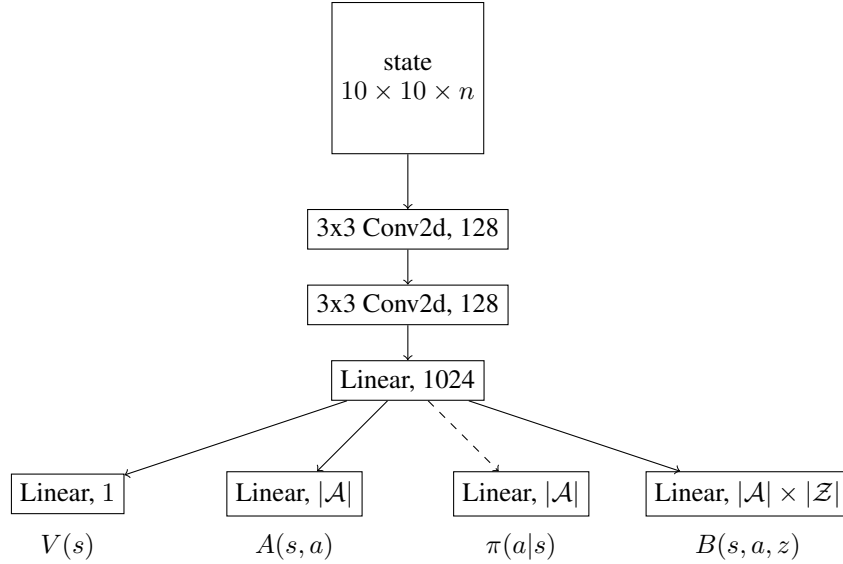 state
10 × 10 × n
3x3 Conv2d, 128
3x3 Conv2d, 128
Linear, 1024
Linear, 1
Linear, |𝒜|
Linear, |𝒜|
Linear, |𝒜| × |𝒵|
V(s)
A(s, a)
π(a|s)
B(s, a, z)